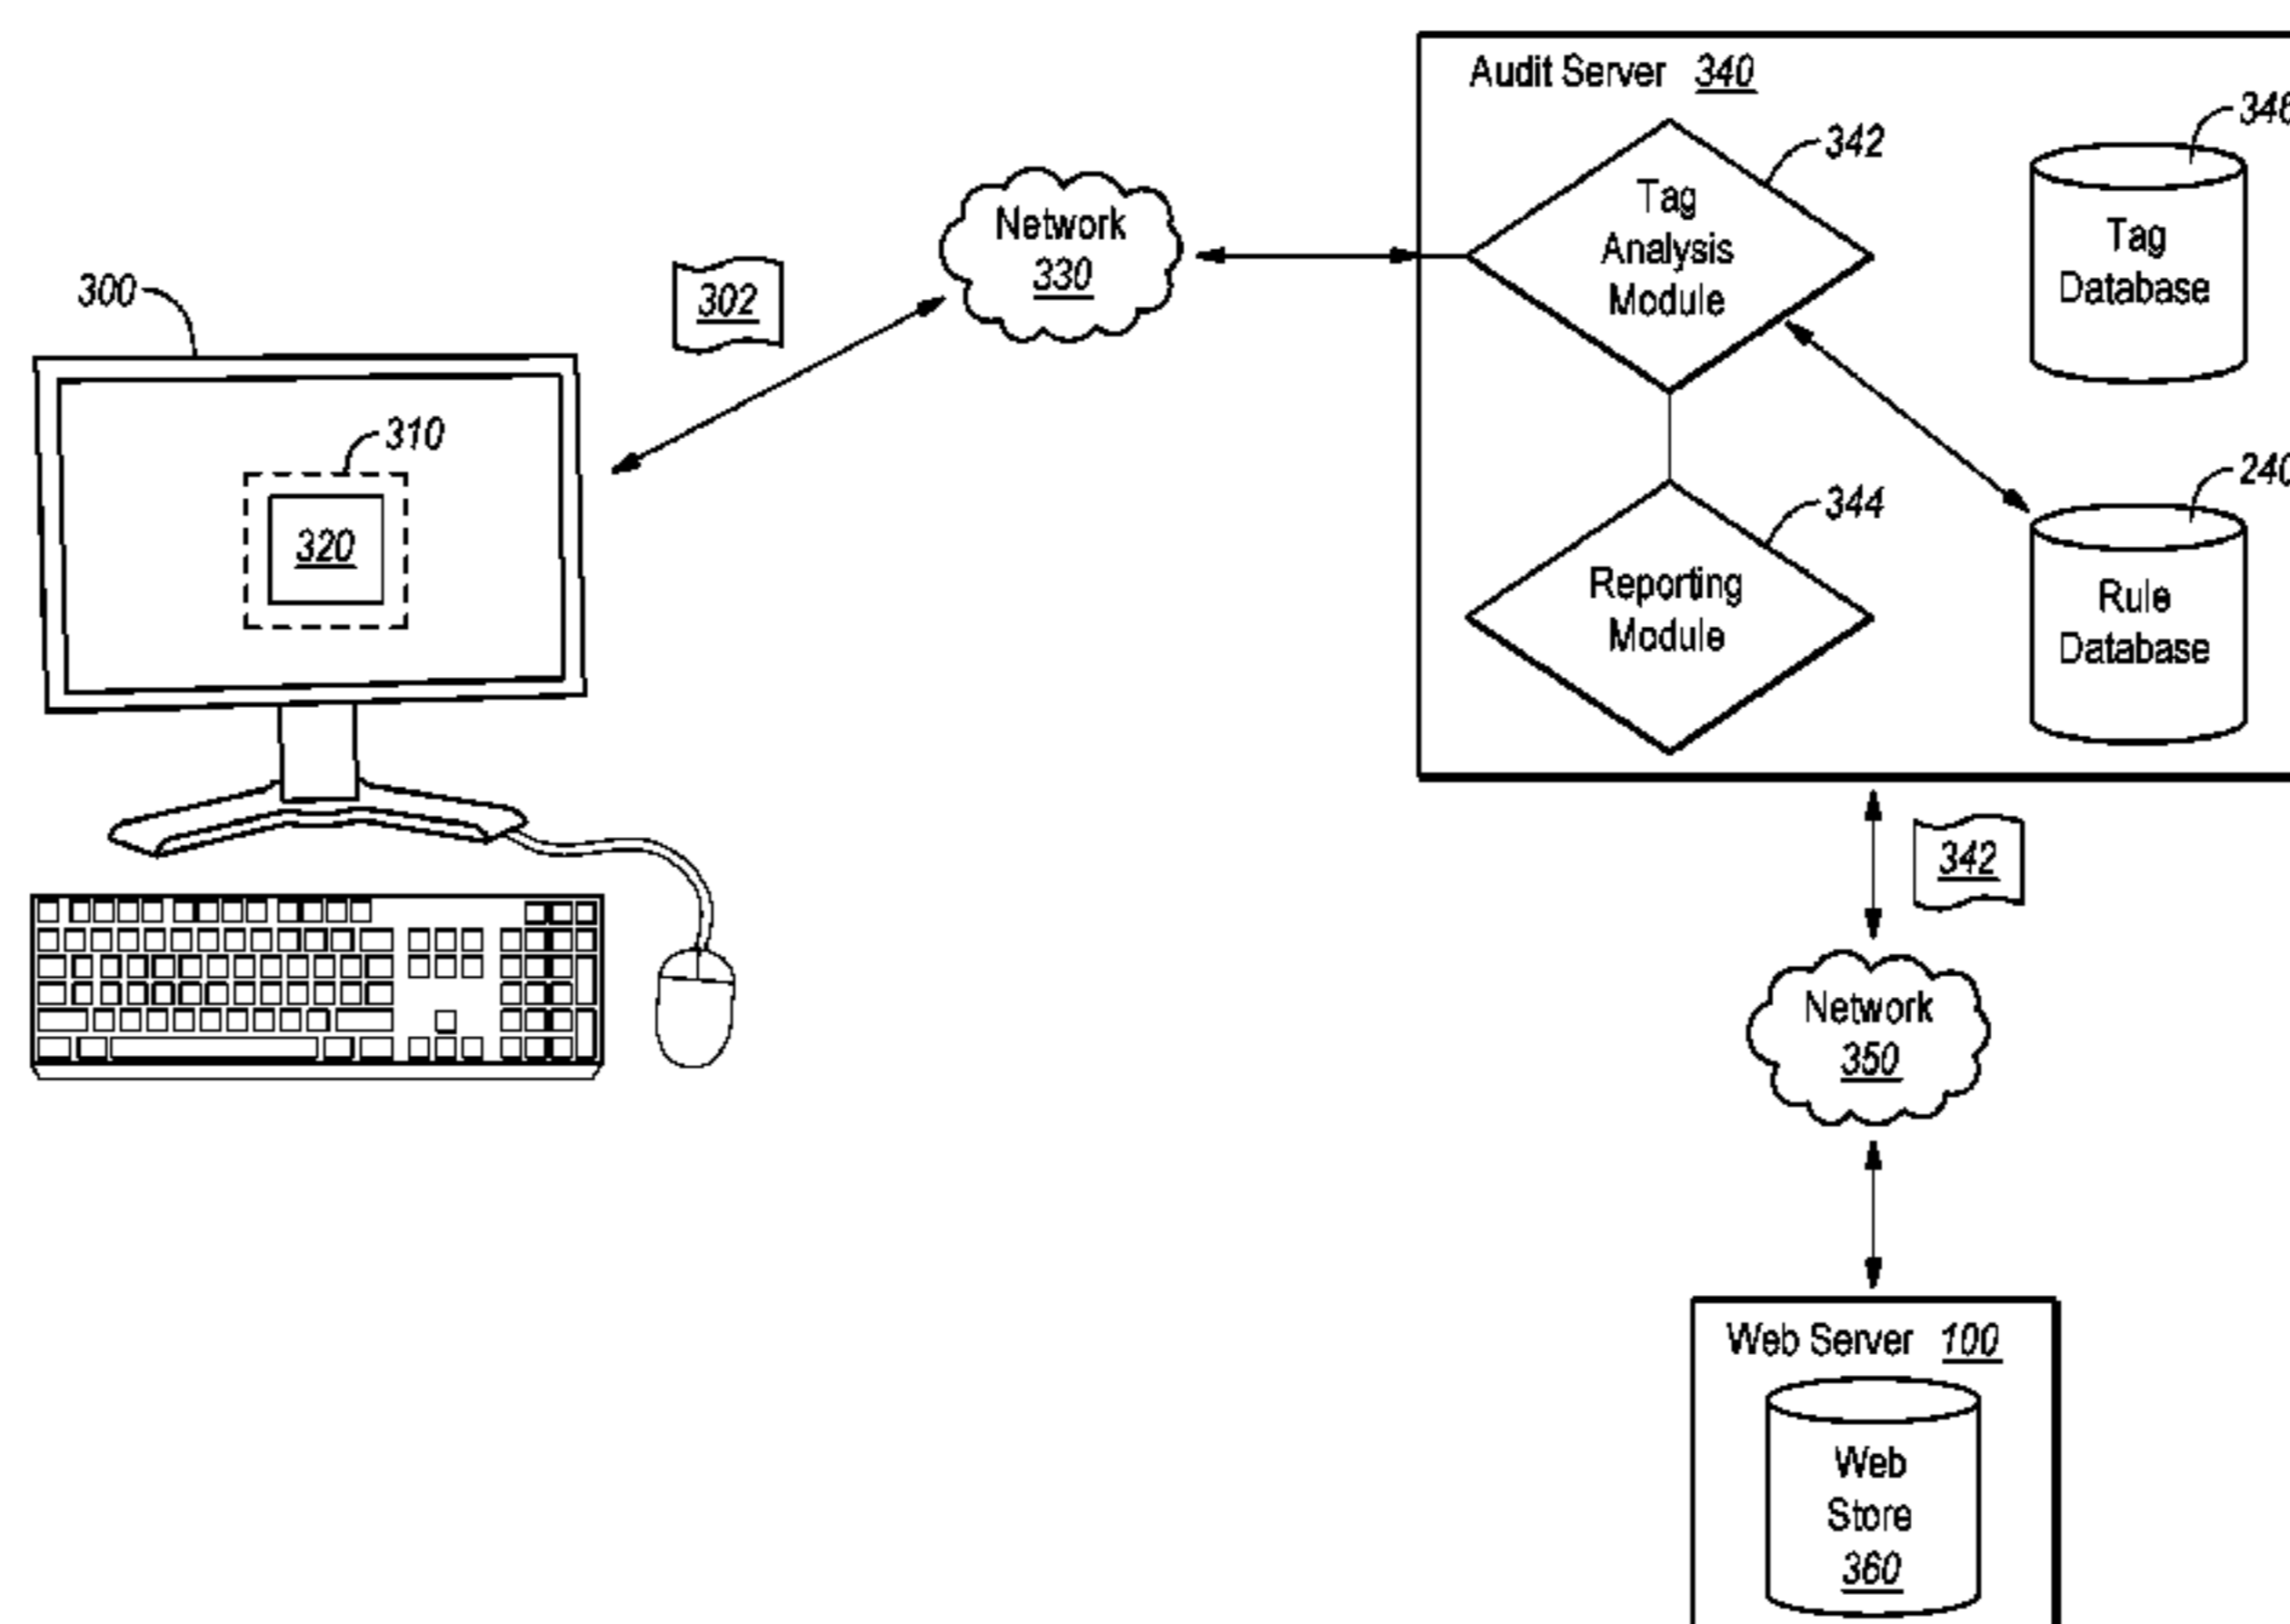 Audit Server 340
346
342
Tag
Analysis
Module
Tag
Database
Network
330
302
300
310
320
240
344
Reporting
Module
Rule
Database
342
Network
350
Web Server 100
Web
Store
360